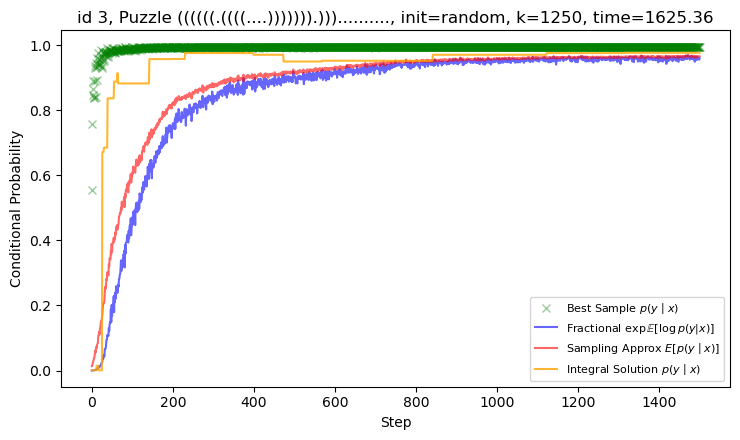 id 3, Puzzle ((((((.((((....))))))).))).........., init=random, k=1250, time=1625.36
Conditional Probability
1.0
0.8
0.6
0.4
0.2
0.0
Best Sample p(y | x)
Fractional exp𝔼[log p(y|x)]
Sampling Approx E[p(y | x)]
Integral Solution p(y | x)
0 200 400 600 800 1000 1200 1400
Step